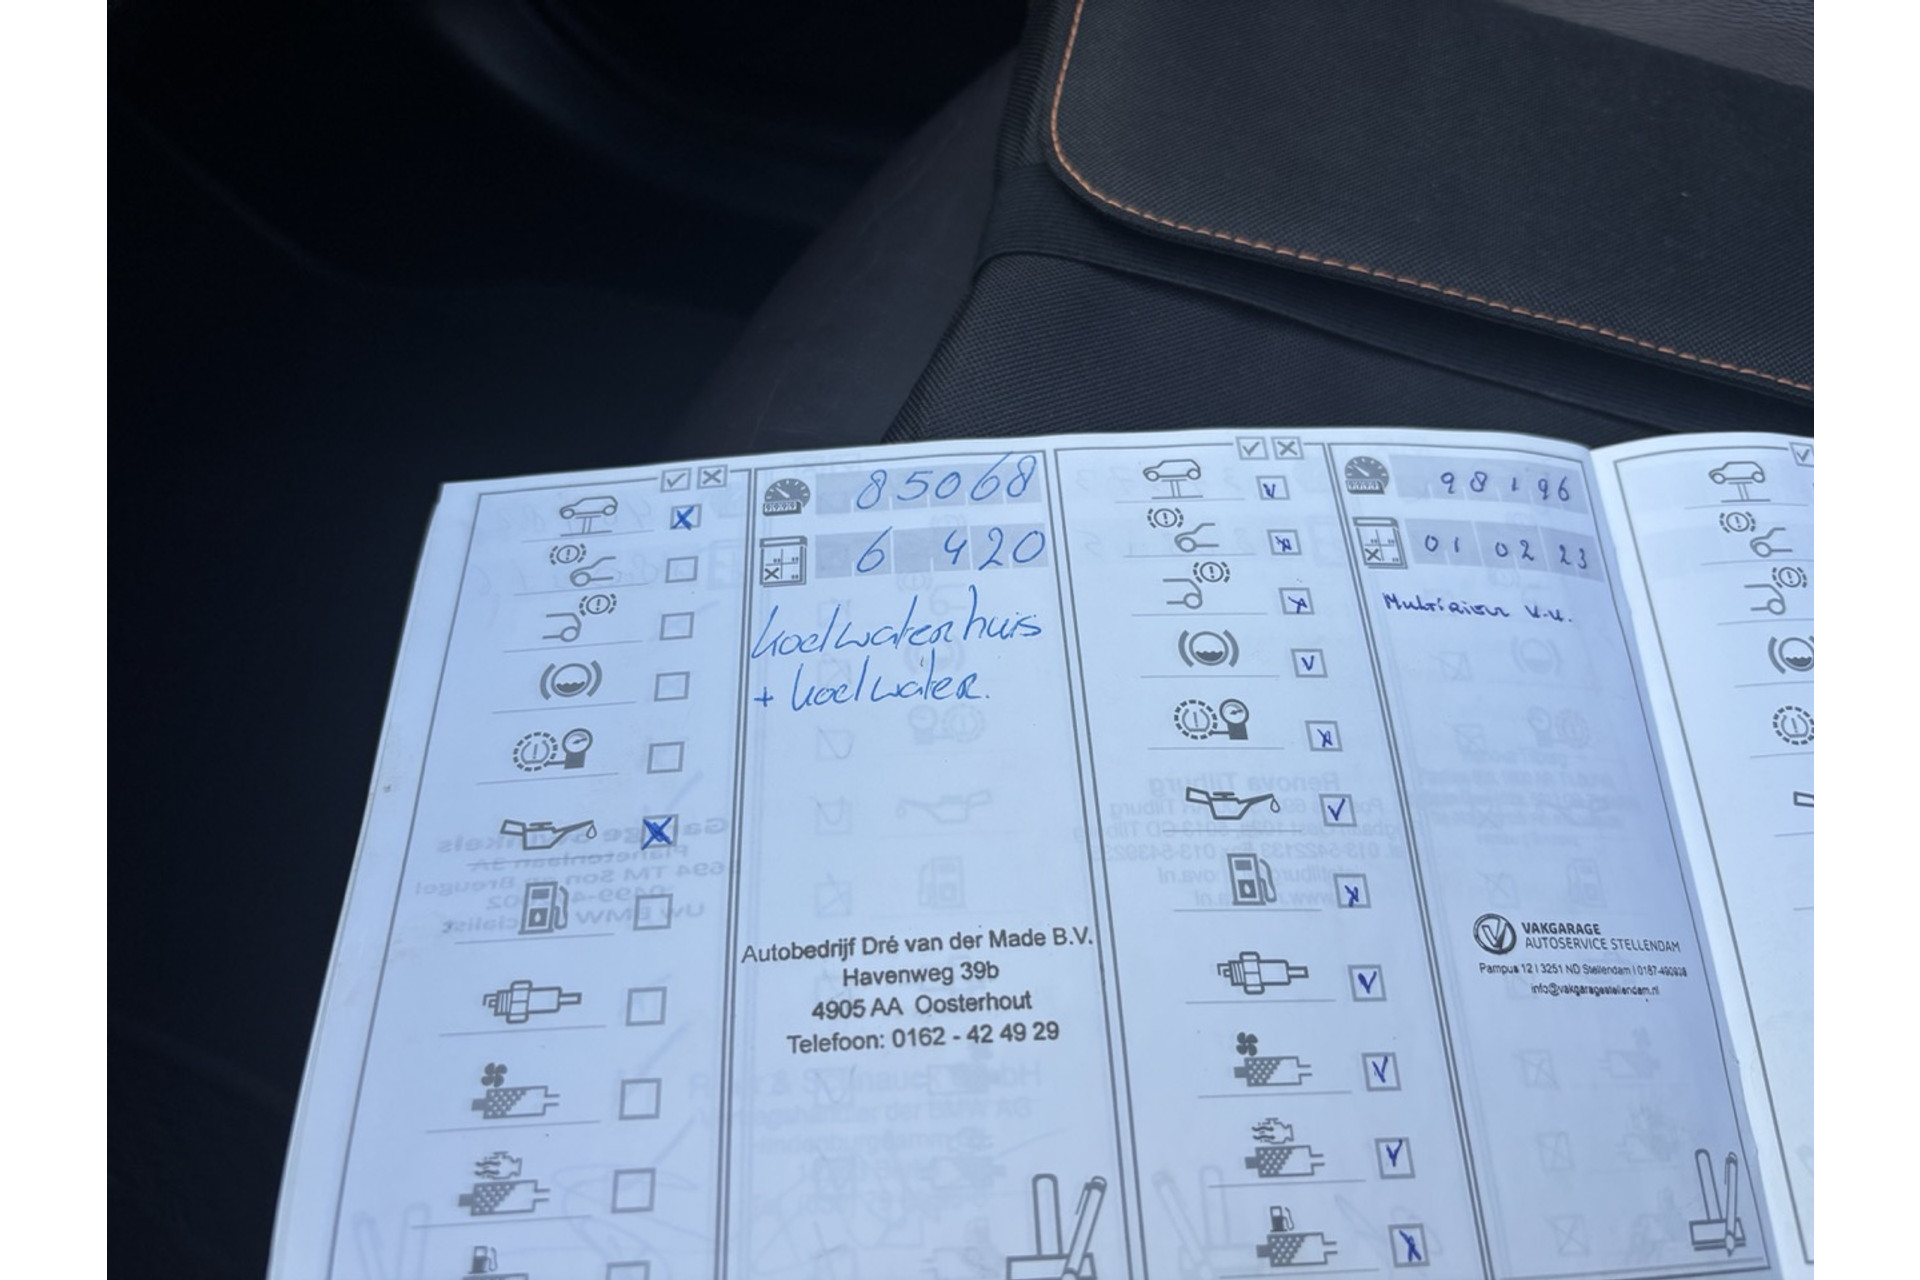 85068
6 420
koelwaterhuis
+ koelwater.
Autobedrijf Dré van der Made B.V.
Havenweg 39b
4905 AA Oosterhout
Telefoon: 0162 - 42 49 29
98196
01 02 23
Multiriem v.v.
VAKGARAGE
AUTOSERVICE STELLENDAM
Pampus 12 | 3251 ND Stellendam | 0187-490938
info@vakgaragestellendam.nl